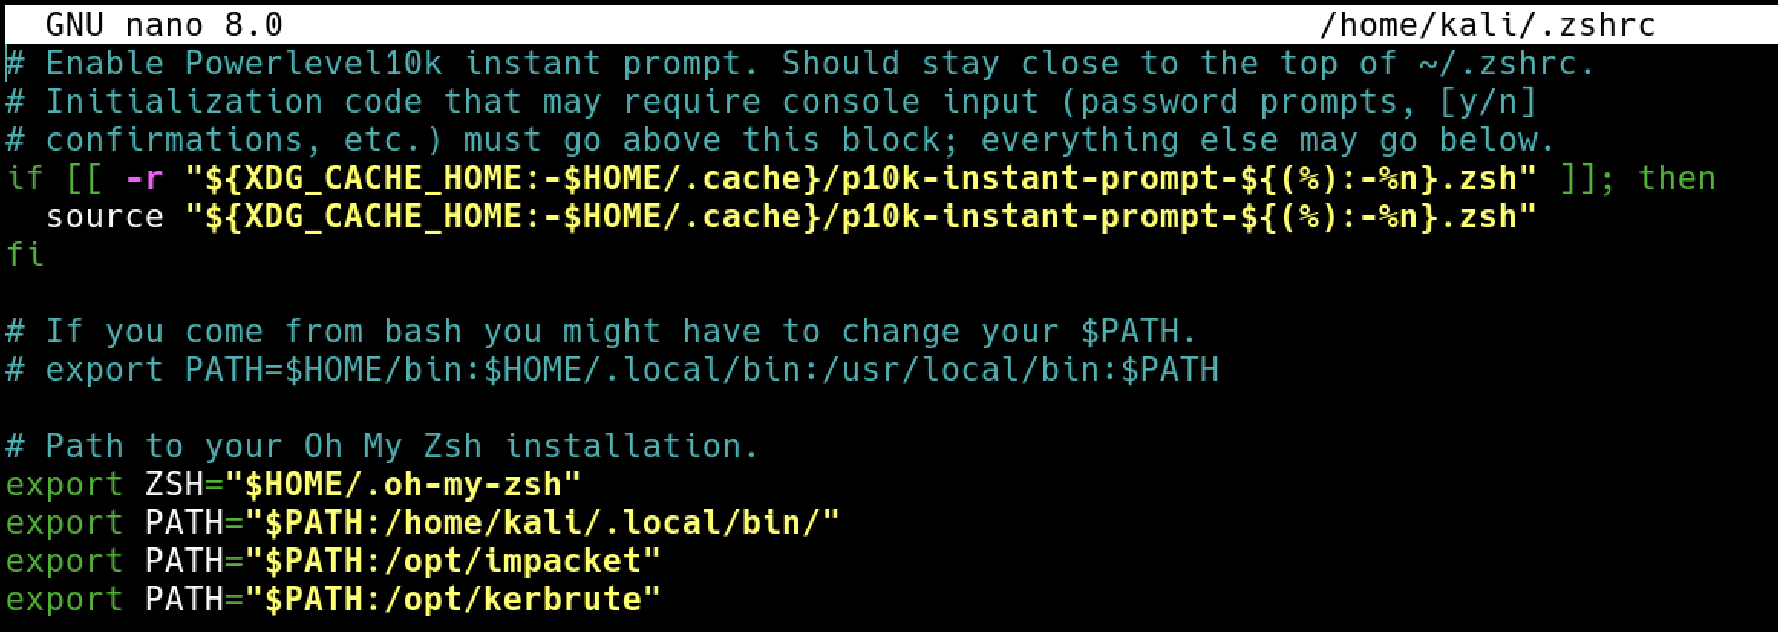 GNU nano 8.0 /home/kali/.zshrc
# Enable Powerlevel10k instant prompt. Should stay close to the top of ~/.zshrc.
# Initialization code that may require console input (password prompts, [y/n]
# confirmations, etc.) must go above this block; everything else may go below.
if [[ -r "${XDG_CACHE_HOME:-$HOME/.cache}/p10k-instant-prompt-${(%):-%n}.zsh" ]]; then
  source "${XDG_CACHE_HOME:-$HOME/.cache}/p10k-instant-prompt-${(%):-%n}.zsh"
fi

# If you come from bash you might have to change your $PATH.
# export PATH=$HOME/bin:$HOME/.local/bin:/usr/local/bin:$PATH

# Path to your Oh My Zsh installation.
export ZSH="$HOME/.oh-my-zsh"
export PATH="$PATH:/home/kali/.local/bin/"
export PATH="$PATH:/opt/impacket"
export PATH="$PATH:/opt/kerbrute"